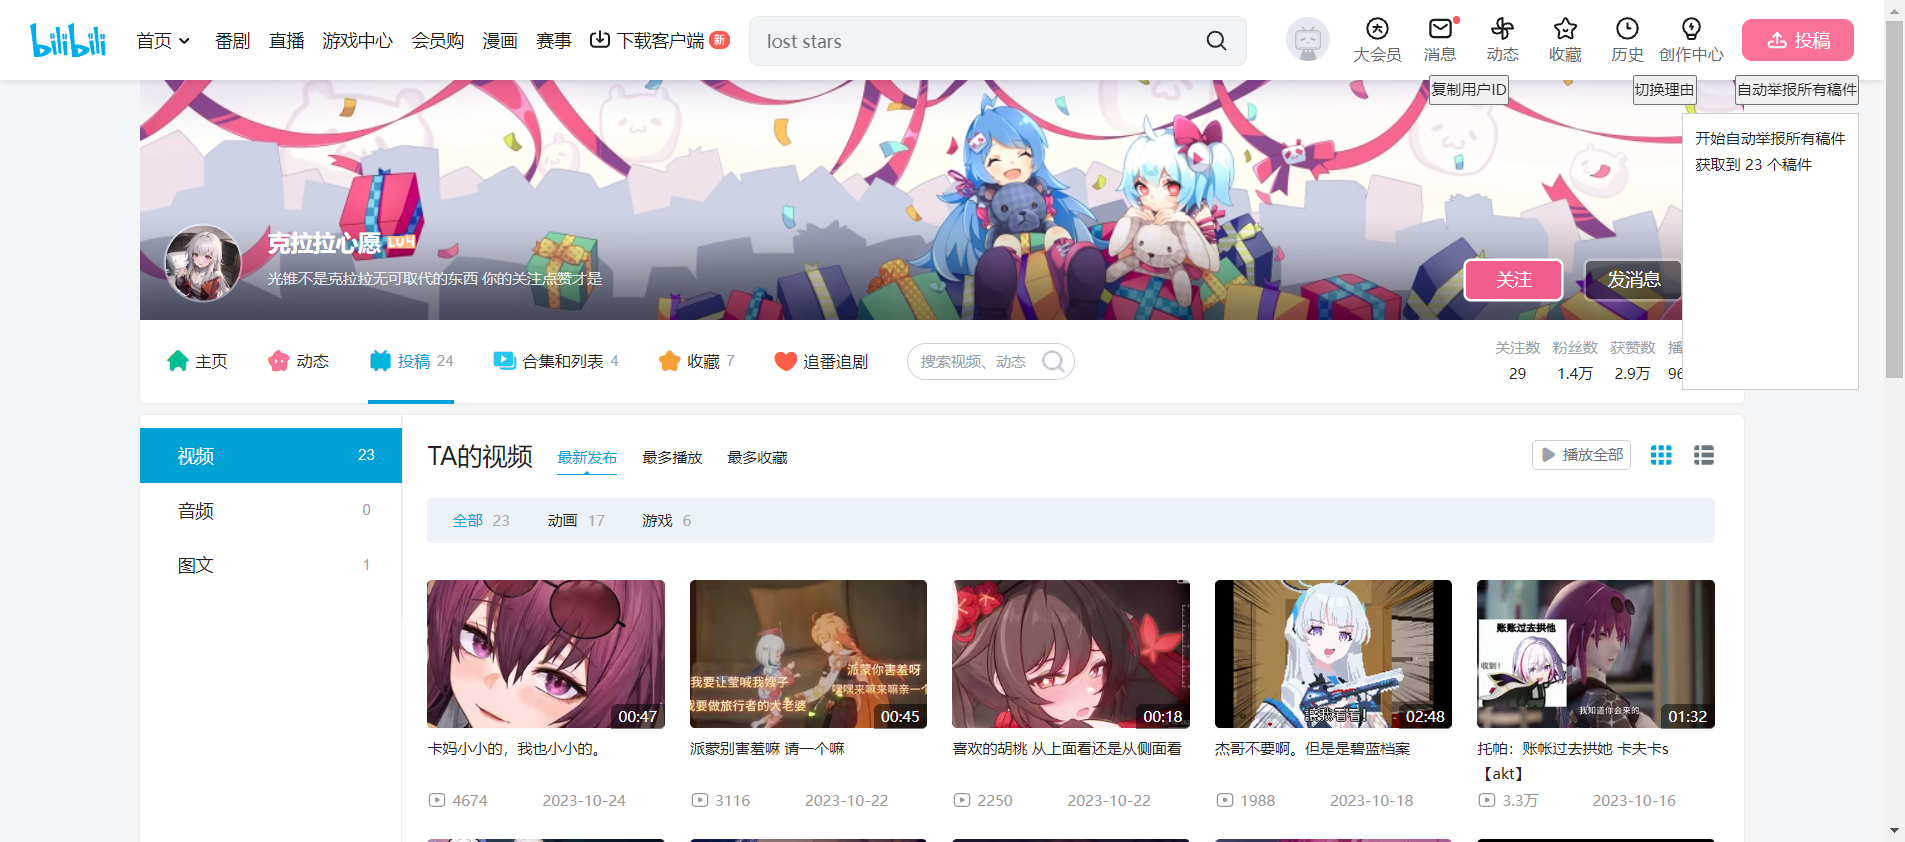 bilibili
首页
番剧
直播
游戏中心
会员购
漫画
赛事
下载客户端
新
lost stars
大会员
消息
动态
收藏
历史
创作中心
投稿
复制用户ID
切换理由
自动举报所有稿件
开始自动举报所有稿件
获取到 23 个稿件
克拉拉心愿 LV4
光锥不是克拉拉无可取代的东西 你的关注点赞才是
关注
发消息
主页
动态
投稿 24
合集和列表 4
收藏 7
追番追剧
搜索视频、动态
关注数 粉丝数 获赞数 播
29 1.4万 2.9万 96
视频 23
音频 0
图文 1
TA的视频
最新发布
最多播放
最多收藏
播放全部
全部 23
动画 17
游戏 6
00:47
派蒙你害羞呀
我要让莹喊我嫂子
嘿嘿来嘛来嘛亲一个
我要做旅行者的大老婆
00:45
00:18
02:48
账账过去拱他
收到！
我知道你会来的
01:32
卡妈小小的，我也小小的。
派蒙别害羞嘛 请一个嘛
喜欢的胡桃 从上面看还是从侧面看
杰哥不要啊。但是是碧蓝档案
托帕：账帐过去拱她 卡夫卡s
【akt】
4674 2023-10-24
3116 2023-10-22
2250 2023-10-22
1988 2023-10-18
3.3万 2023-10-16